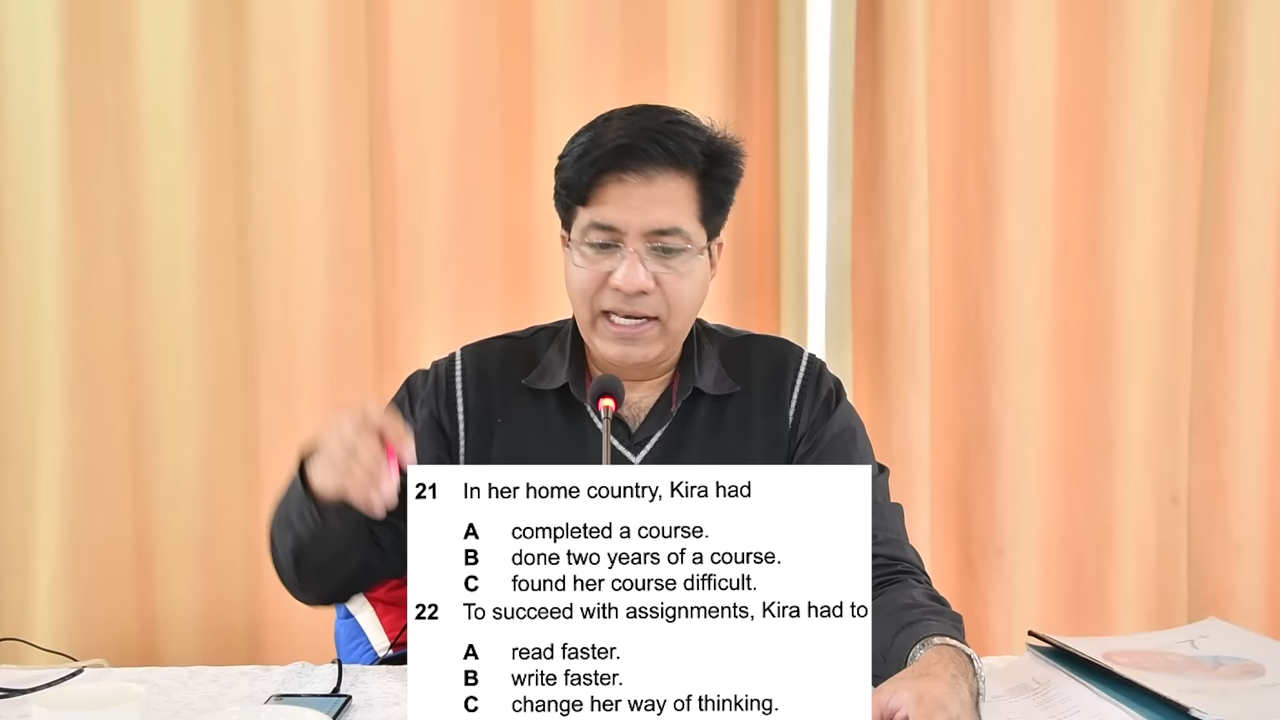 21 In her home country, Kira had
A completed a course.
B done two years of a course.
C found her course difficult.
22 To succeed with assignments, Kira had to
A read faster.
B write faster.
C change her way of thinking.